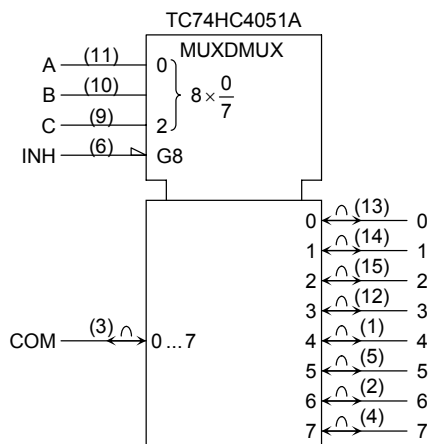 TC74HC4051A
MUXDMUX
A (11) 0
B (10) 8 × 0/7
C (9) 2
INH (6) G8
0 ∩ (13) 0
1 ∩ (14) 1
2 ∩ (15) 2
3 ∩ (12) 3
COM (3) ∩ 0...7 4 ∩ (1) 4
5 ∩ (5) 5
6 ∩ (2) 6
7 ∩ (4) 7